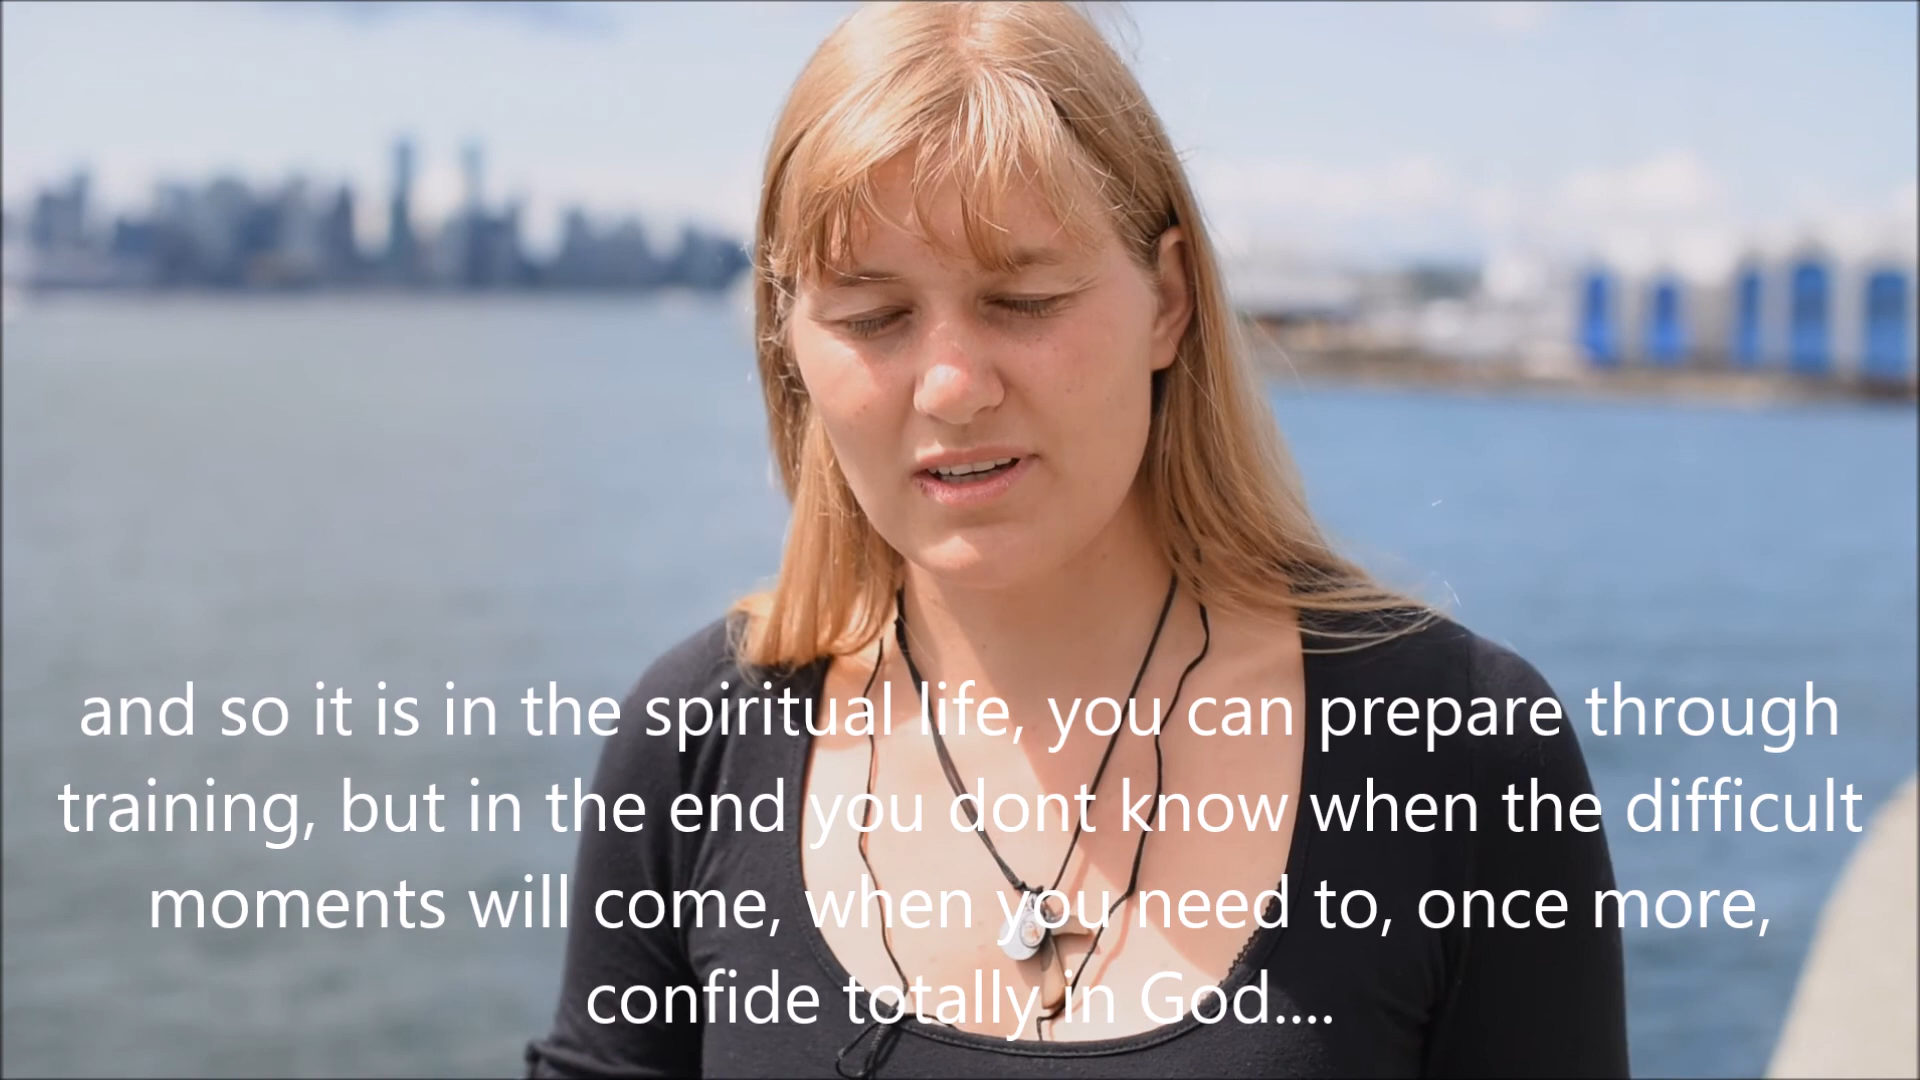 and so it is in the spiritual life, you can prepare through
training, but in the end you dont know when the difficult
moments will come, when you need to, once more,
confide totally in God....